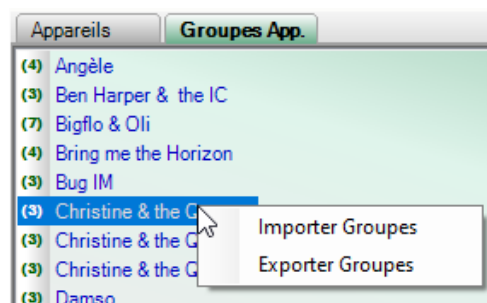 Appareils Groupes App.
(4) Angèle
(3) Ben Harper & the IC
(7) Bigflo & Oli
(4) Bring me the Horizon
(3) Bug IM
(3) Christine & the Q
Importer Groupes
(3) Christine & the Q
(3) Christine & the Q
Exporter Groupes
(3) Damso